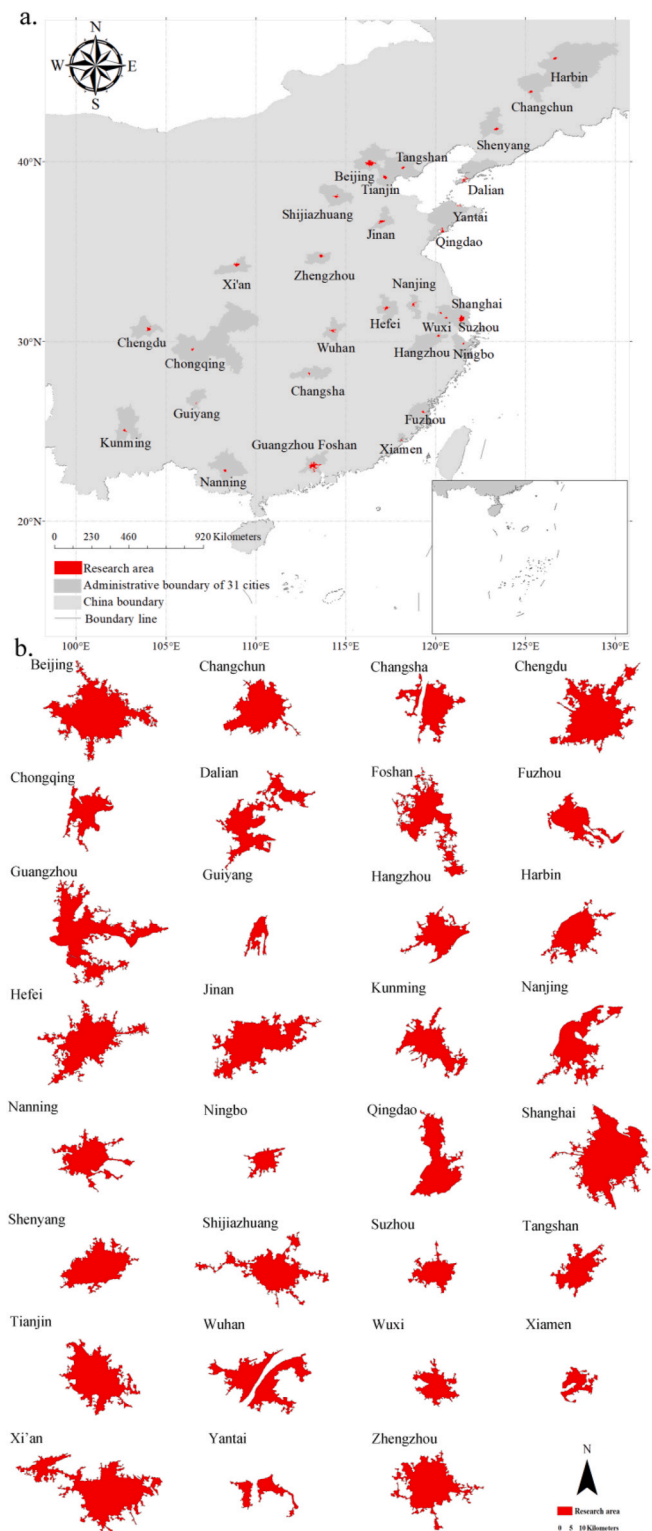 a.
N
W E
S
Harbin
Changchun
Shenyang
40°N
Tangshan
Beijing
Tianjin
Dalian
Shijiazhuang
Yantai
Jinan
Qingdao
Zhengzhou
Xi'an
Nanjing
Shanghai
Hefei
Wuxi Suzhou
Chengdu
Wuhan
30°N
Hangzhou Ningbo
Chongqing
Changsha
Guiyang
Fuzhou
Kunming
Guangzhou Foshan
Xiamen
Nanning
20°N
0 230 460 920 Kilometers
Research area
Administrative boundary of 31 cities
China boundary
Boundary line
100°E 105°E 110°E 115°E 120°E 125°E 130°E
b.
Beijing Changchun Changsha Chengdu
Chongqing Dalian Foshan Fuzhou
Guangzhou Guiyang Hangzhou Harbin
Hefei Jinan Kunming Nanjing
Nanning Ningbo Qingdao Shanghai
Shenyang Shijiazhuang Suzhou Tangshan
Tianjin Wuhan Wuxi Xiamen
Xi'an Yantai Zhengzhou
N
Research area
0 5 10 Kilometers